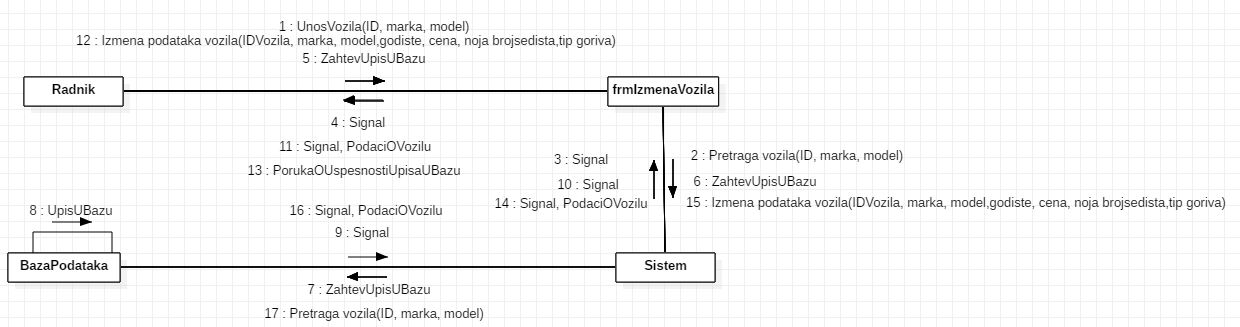 1 : UnosVozila(ID, marka, model)
12 : Izmena podataka vozila(IDVozila, marka, model,godiste, cena, noja brojsedista,tip goriva)
5 : ZahtevUpisUBazu
Radnik
frmIzmenaVozila
4 : Signal
11 : Signal, PodaciOVozilu
13 : PorukaOUspesnostiUpisaUBazu
3 : Signal
2 : Pretraga vozila(ID, marka, model)
10 : Signal
6 : ZahtevUpisUBazu
14 : Signal, PodaciOVozilu
15 : Izmena podataka vozila(IDVozila, marka, model,godiste, cena, noja brojsedista,tip goriva)
8 : UpisUBazu
16 : Signal, PodaciOVozilu
9 : Signal
BazaPodataka
Sistem
7 : ZahtevUpisUBazu
17 : Pretraga vozila(ID, marka, model)